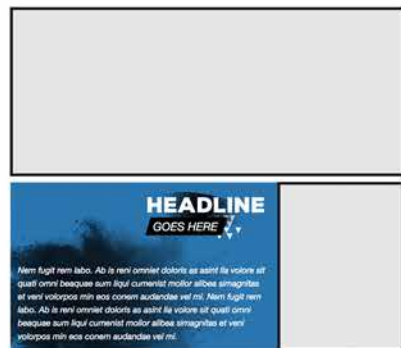 HEADLINE
GOES HERE
Nem fugit rem labo. Ab is reni omniet doloris as asint lia volore sit
quati omni beaquae sum liqui cumenist mollor alibea simagnitas
et veni volorpos min eos conem audandae vel mi. Nem fugit rem
labo. Ab is reni omniet doloris as asint lia volore sit quati omni
beaquae sum liqui cumenist mollor alibea simagnitas et veni
volorpos min eos conem audandae vel mi.